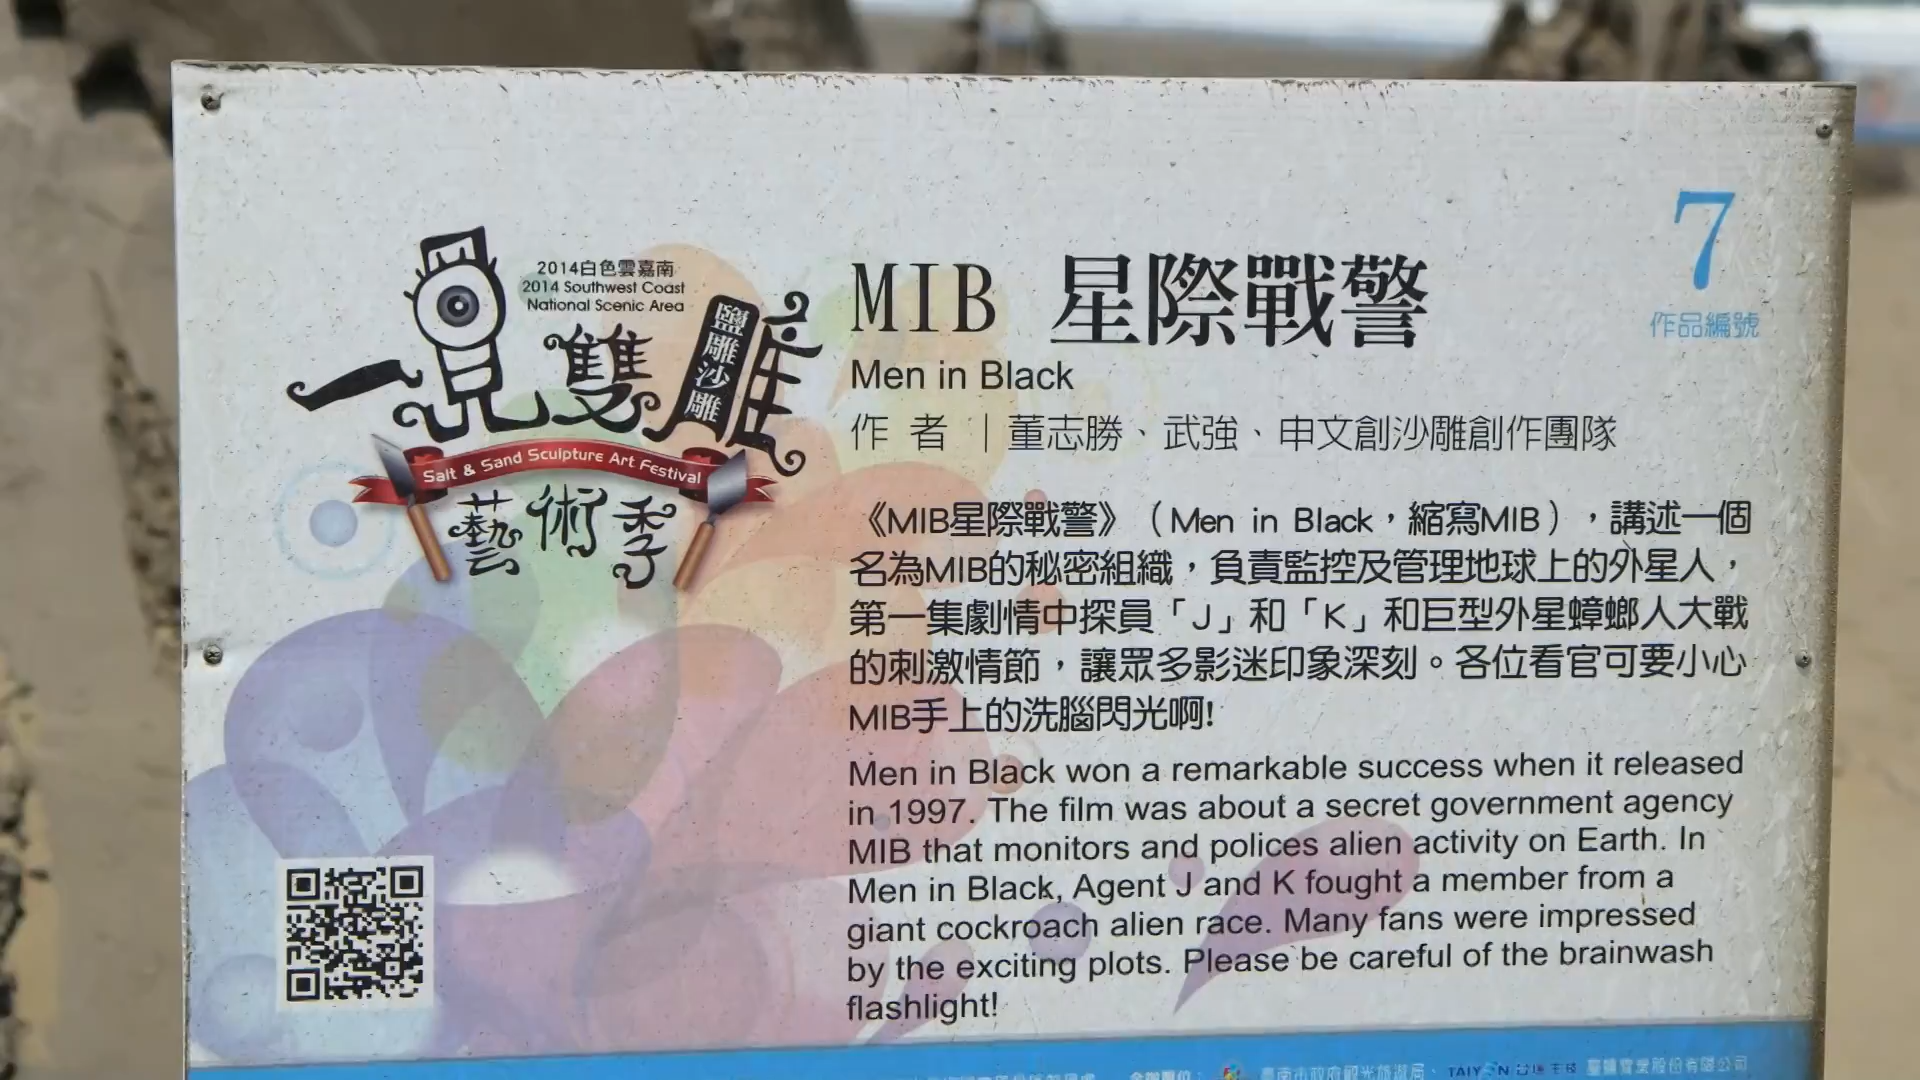 2014白色雲嘉南
2014 Southwest Coast
National Scenic Area
一見雙雕
鹽雕沙雕
Salt & Sand Sculpture Art Festival
藝術季
7
作品編號
MIB 星際戰警
Men in Black
作者｜董志勝、武強、申文創沙雕創作團隊
《MIB星際戰警》（Men in Black，縮寫MIB），講述一個
名為MIB的秘密組織，負責監控及管理地球上的外星人，
第一集劇情中探員「J」和「K」和巨型外星蟑螂人大戰
的刺激情節，讓眾多影迷印象深刻。各位看官可要小心
MIB手上的洗腦閃光啊!
Men in Black won a remarkable success when it released
in 1997. The film was about a secret government agency
MIB that monitors and polices alien activity on Earth. In
Men in Black, Agent J and K fought a member from a
giant cockroach alien race. Many fans were impressed
by the exciting plots. Please be careful of the brainwash
flashlight!
臺南市政府觀光旅遊局、TAIYEN